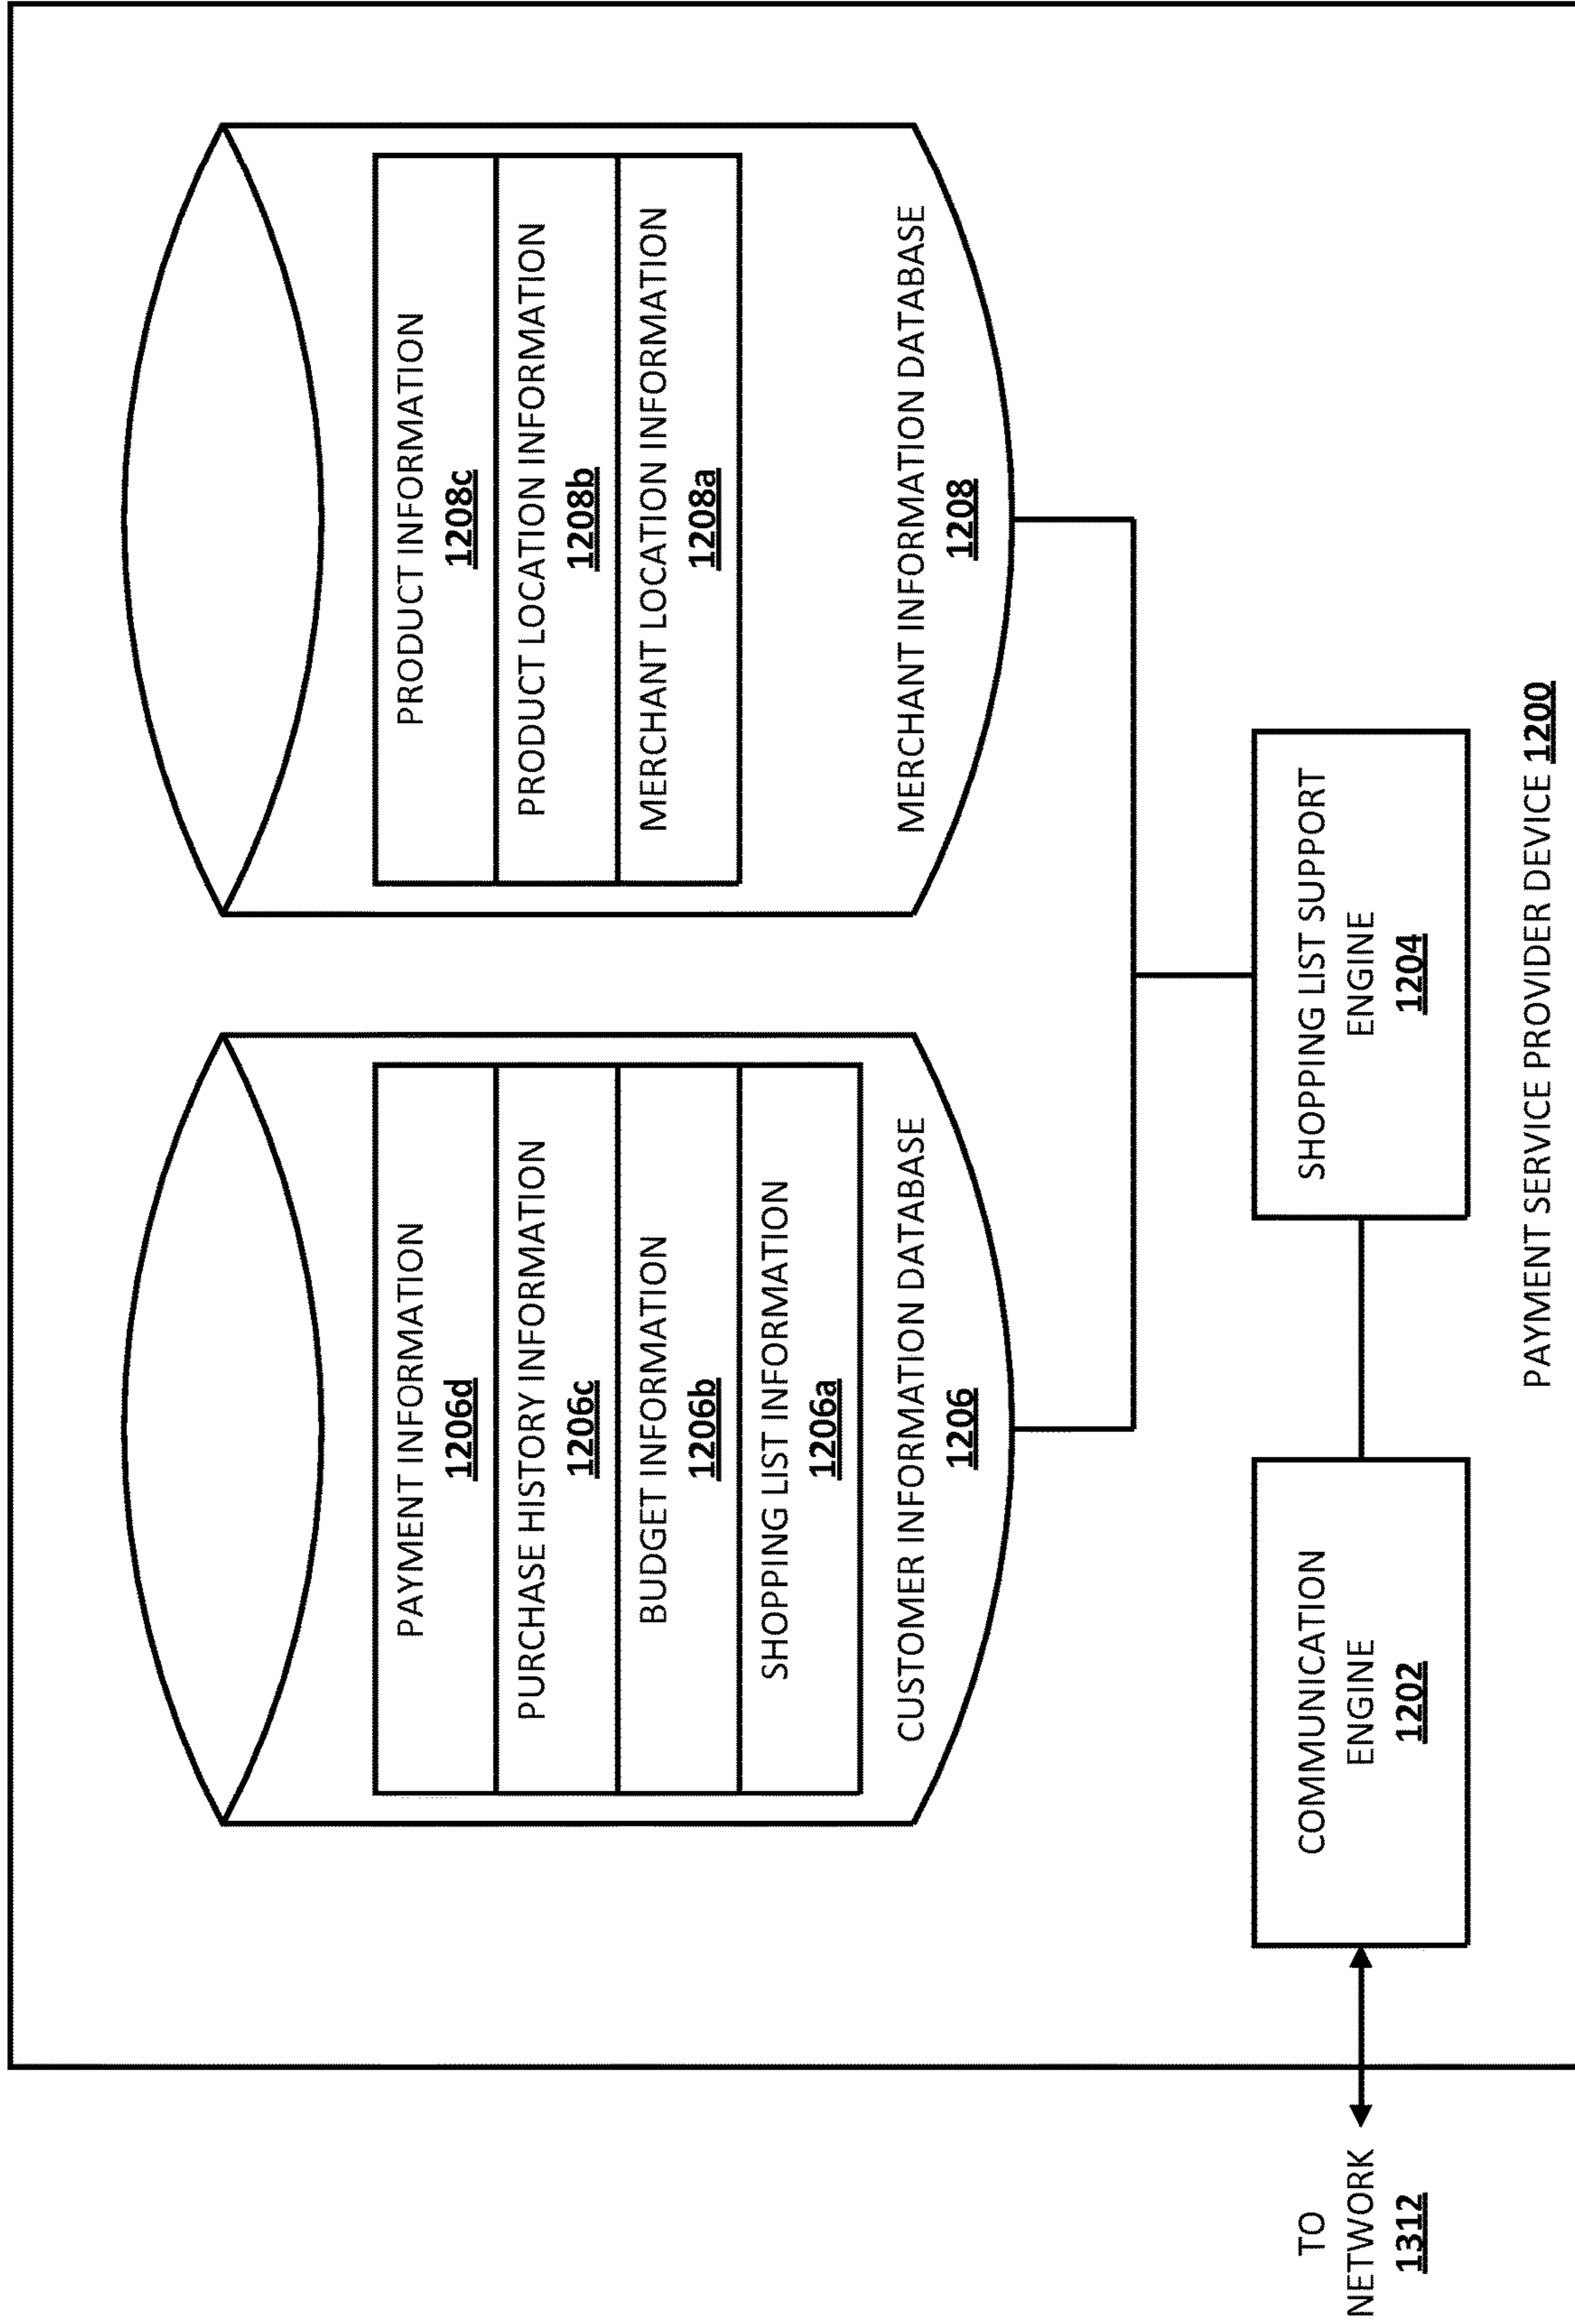 PAYMENT INFORMATION
1206d
PURCHASE HISTORY INFORMATION
1206c
BUDGET INFORMATION
1206b
SHOPPING LIST INFORMATION
1206a
CUSTOMER INFORMATION DATABASE
1206
PRODUCT INFORMATION
1208c
PRODUCT LOCATION INFORMATION
1208b
MERCHANT LOCATION INFORMATION
1208a
MERCHANT INFORMATION DATABASE
1208
TO
NETWORK
1312
COMMUNICATION
ENGINE
1202
SHOPPING LIST SUPPORT
ENGINE
1204
PAYMENT SERVICE PROVIDER DEVICE 1200